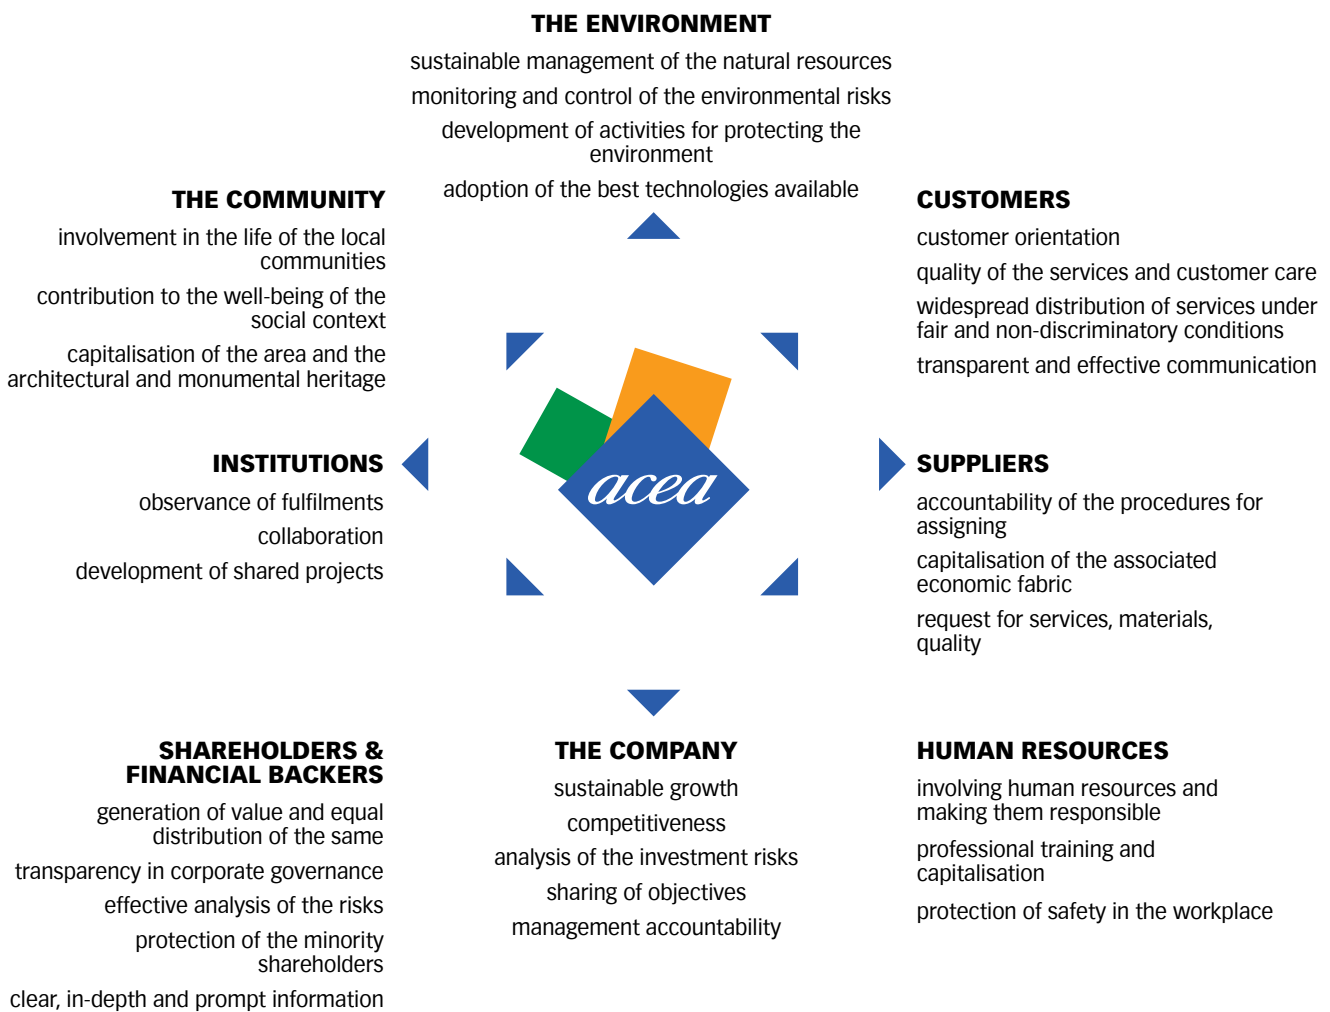 THE ENVIRONMENT
sustainable management of the natural resources
monitoring and control of the environmental risks
development of activities for protecting the
environment
adoption of the best technologies available
THE COMMUNITY
involvement in the life of the local
communities
contribution to the well-being of the
social context
capitalisation of the area and the
architectural and monumental heritage
CUSTOMERS
customer orientation
quality of the services and customer care
widespread distribution of services under
fair and non-discriminatory conditions
transparent and effective communication
INSTITUTIONS
observance of fulfilments
collaboration
development of shared projects
acea
SUPPLIERS
accountability of the procedures for
assigning
capitalisation of the associated
economic fabric
request for services, materials,
quality
SHAREHOLDERS &
FINANCIAL BACKERS
generation of value and equal
distribution of the same
transparency in corporate governance
effective analysis of the risks
protection of the minority
shareholders
clear, in-depth and prompt information
THE COMPANY
sustainable growth
competitiveness
analysis of the investment risks
sharing of objectives
management accountability
HUMAN RESOURCES
involving human resources and
making them responsible
professional training and
capitalisation
protection of safety in the workplace